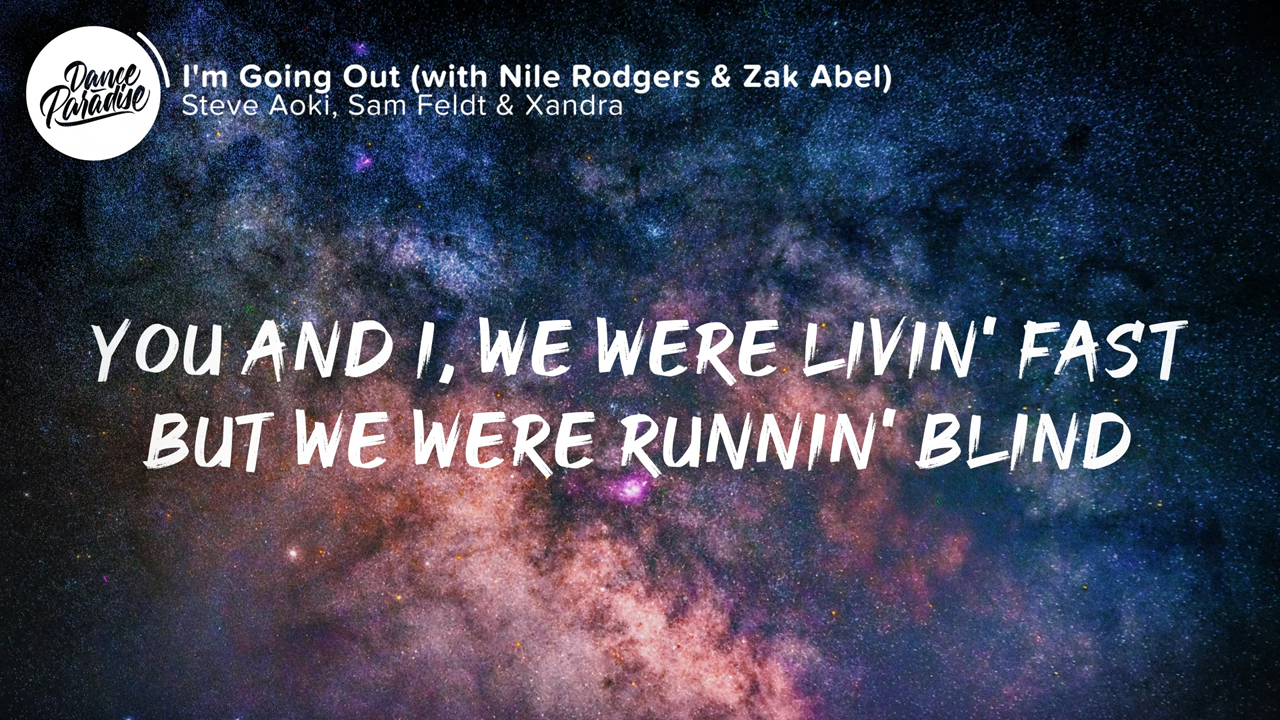 Dance
Paradise
I'm Going Out (with Nile Rodgers & Zak Abel)
Steve Aoki, Sam Feldt & Xandra
YOU AND I, WE WERE LIVIN' FAST
BUT WE WERE RUNNIN' BLIND